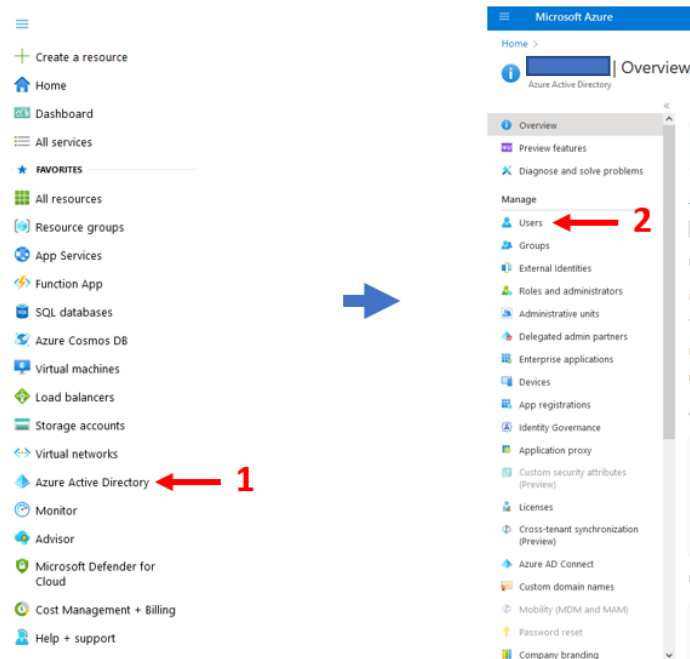 Create a resource
Home
Dashboard
All services
FAVORITES
All resources
Resource groups
App Services
Function App
SQL databases
Azure Cosmos DB
Virtual machines
Load balancers
Storage accounts
Virtual networks
Azure Active Directory 1
Monitor
Advisor
Microsoft Defender for
Cloud
Cost Management + Billing
Help + support
Microsoft Azure
Home >
| Overview
Azure Active Directory
Overview
Preview features
Diagnose and solve problems
Manage
Users 2
Groups
External Identities
Roles and administrators
Administrative units
Delegated admin partners
Enterprise applications
Devices
App registrations
Identity Governance
Application proxy
Custom security attributes
(Preview)
Licenses
Cross-tenant synchronization
(Preview)
Azure AD Connect
Custom domain names
Mobility (MDM and MAM)
Password reset
Company branding